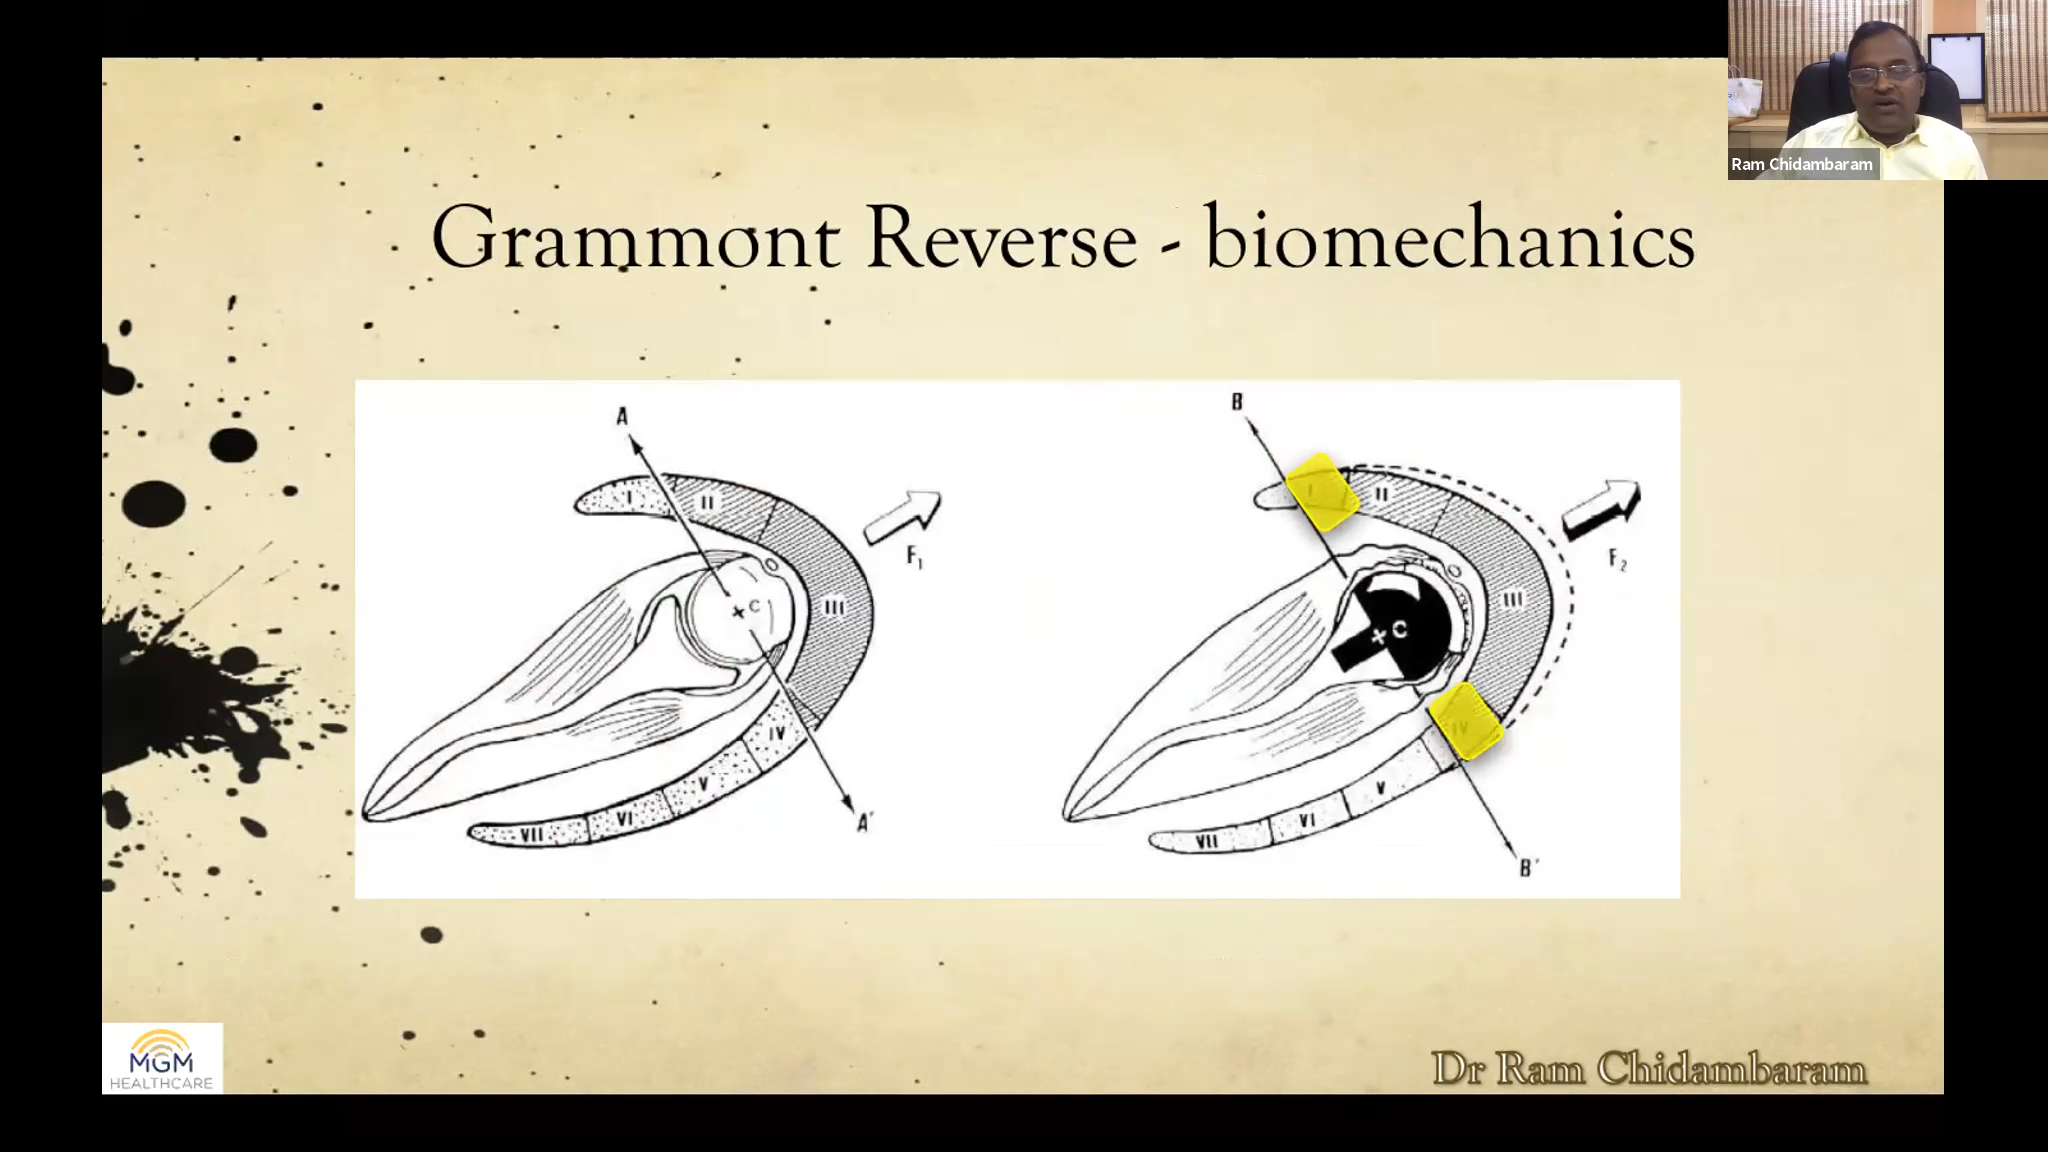 Ram Chidambaram
Grammont Reverse - biomechanics
A
I
II
III
IV
V
VI
VII
C
F1
A'
B
I
II
III
IV
V
VI
VII
C
F2
B'
MGM
HEALTHCARE
Dr Ram Chidambaram